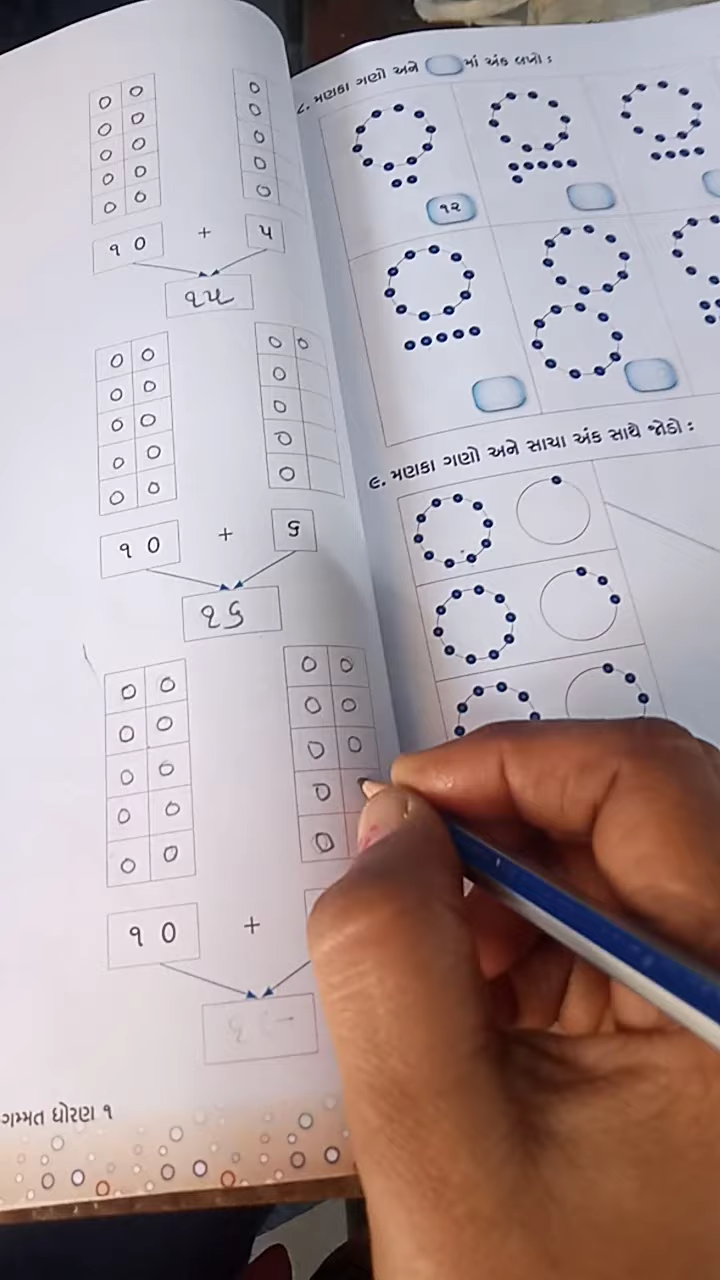 ૧૦ + ૫
૧૫
૧૦ + ૬
૧૬
૧૦ +
ગમ્મત ધોરણ ૧
૮. મણકા ગણો અને માં અંક લખો :
૧૨
૯. મણકા ગણો અને સાચા અંક સાથે જોડો :